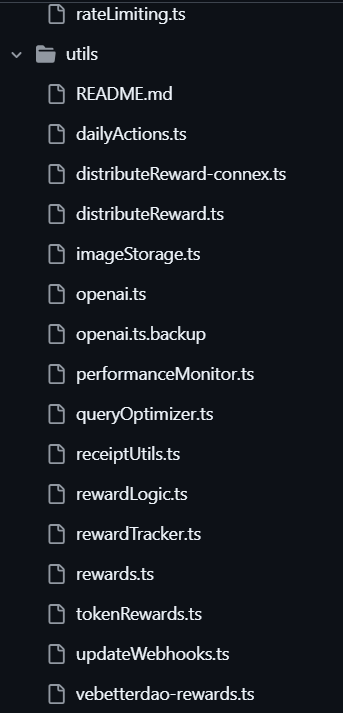 rateLimiting.ts
utils
README.md
dailyActions.ts
distributeReward-connex.ts
distributeReward.ts
imageStorage.ts
openai.ts
openai.ts.backup
performanceMonitor.ts
queryOptimizer.ts
receiptUtils.ts
rewardLogic.ts
rewardTracker.ts
rewards.ts
tokenRewards.ts
updateWebhooks.ts
vebetterdao-rewards.ts